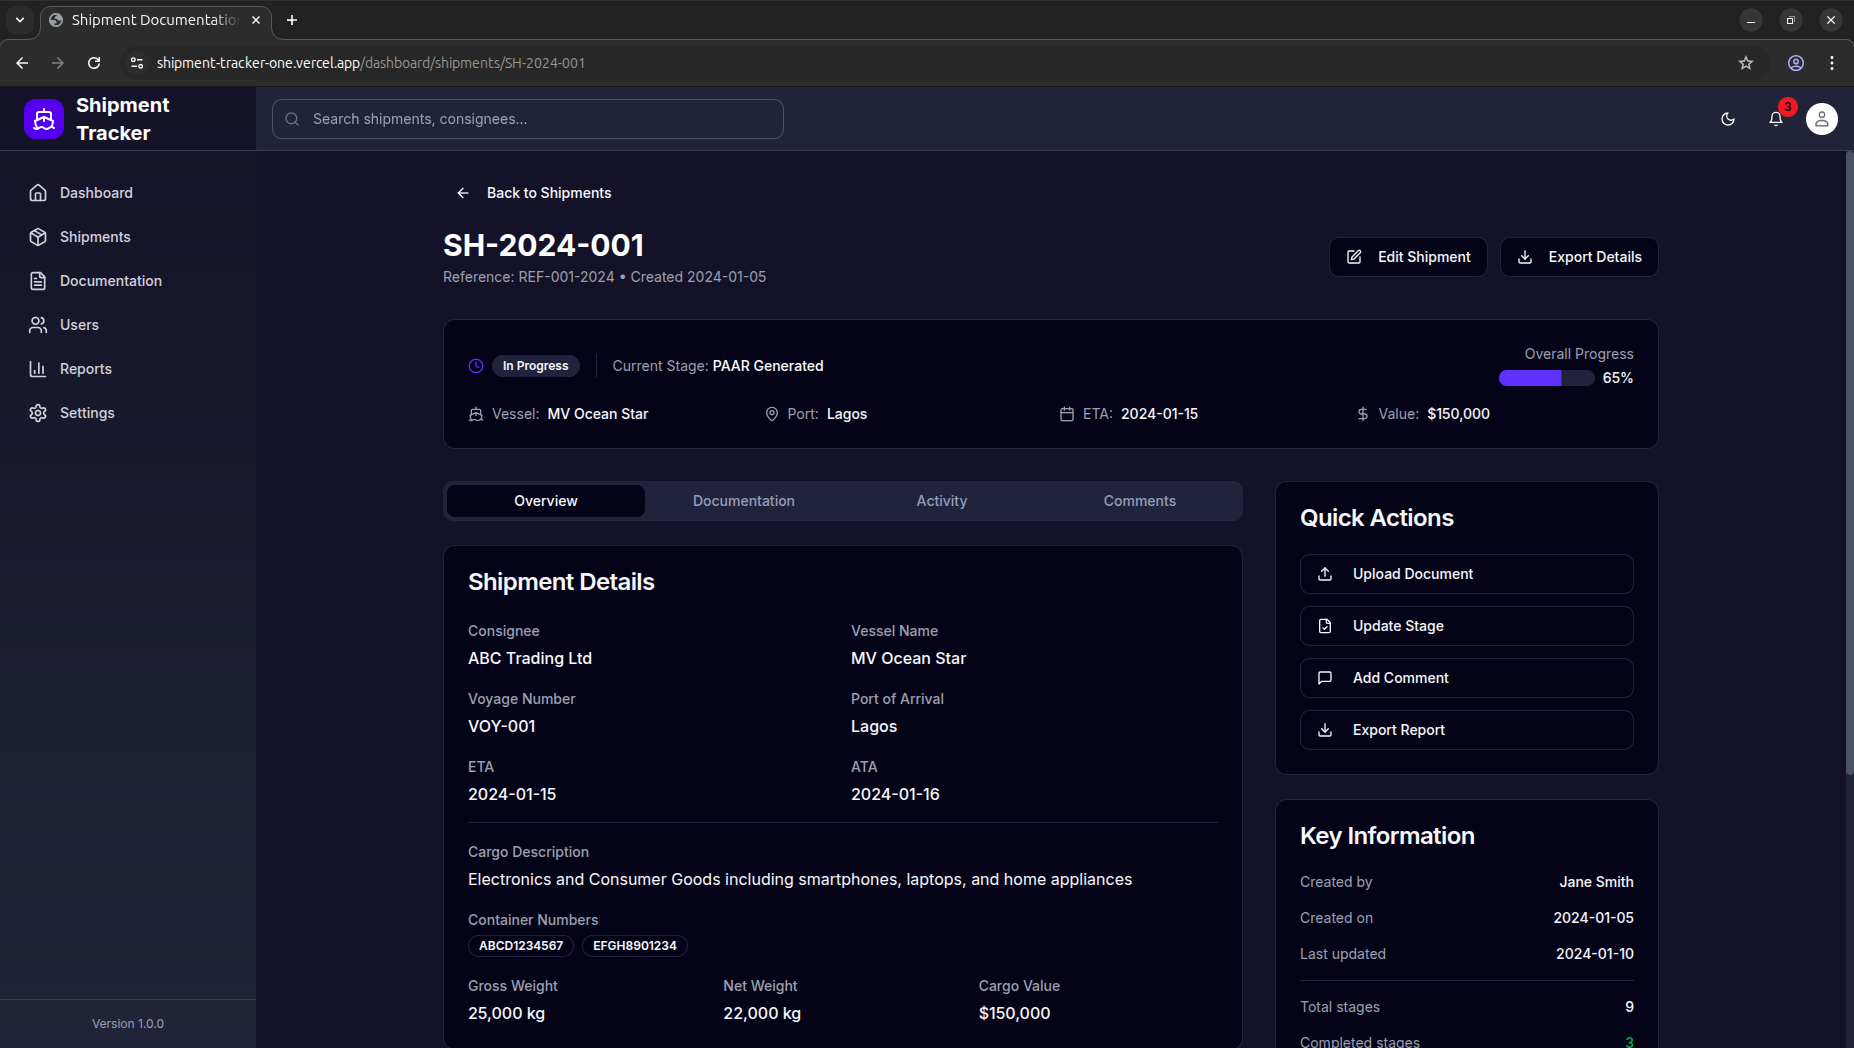 Shipment Documentatio
shipment-tracker-one.vercel.app/dashboard/shipments/SH-2024-001
Shipment
Tracker
Search shipments, consignees...
3
Dashboard
Shipments
Documentation
Users
Reports
Settings
Version 1.0.0
Back to Shipments
SH-2024-001
Reference: REF-001-2024 • Created 2024-01-05
Edit Shipment
Export Details
In Progress
Current Stage: PAAR Generated
Overall Progress
65%
Vessel: MV Ocean Star
Port: Lagos
ETA: 2024-01-15
Value: $150,000
Overview
Documentation
Activity
Comments
Shipment Details
Consignee
ABC Trading Ltd
Vessel Name
MV Ocean Star
Voyage Number
VOY-001
Port of Arrival
Lagos
ETA
2024-01-15
ATA
2024-01-16
Cargo Description
Electronics and Consumer Goods including smartphones, laptops, and home appliances
Container Numbers
ABCD1234567
EFGH8901234
Gross Weight
25,000 kg
Net Weight
22,000 kg
Cargo Value
$150,000
Quick Actions
Upload Document
Update Stage
Add Comment
Export Report
Key Information
Created by Jane Smith
Created on 2024-01-05
Last updated 2024-01-10
Total stages 9
Completed stages 3